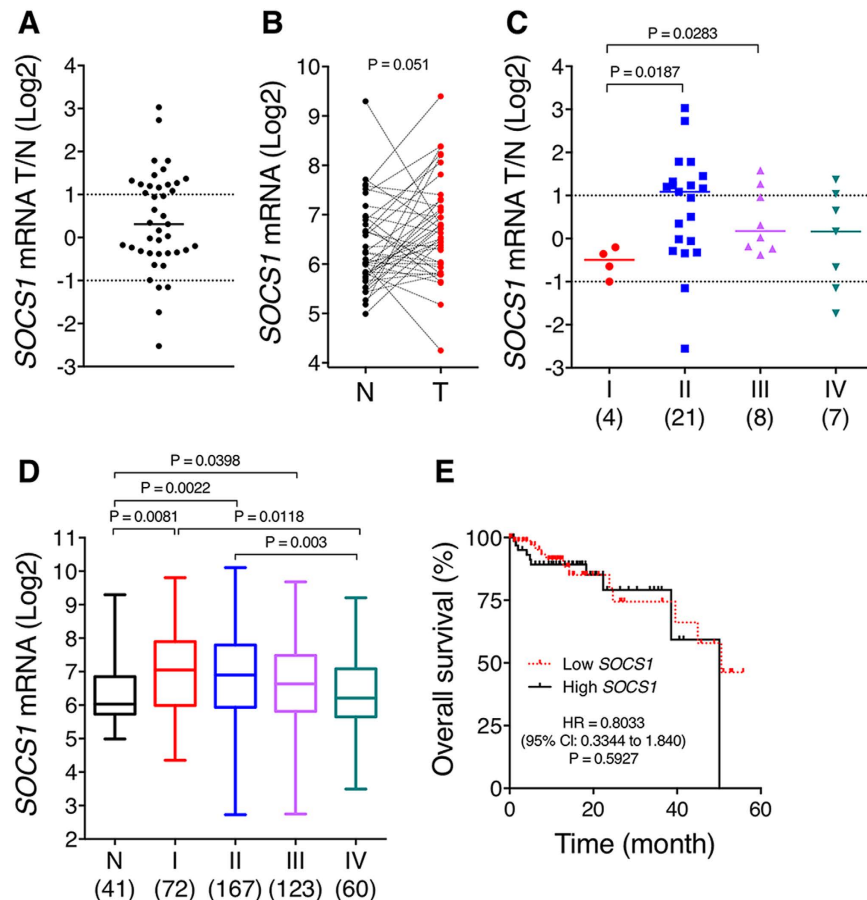 A
SOCS1 mRNA T/N (Log2)
4
3
2
1
0
-1
-2
-3
B
P = 0.051
SOCS1 mRNA (Log2)
10
9
8
7
6
5
4
N T
C
P = 0.0283
P = 0.0187
SOCS1 mRNA T/N (Log2)
4
3
2
1
0
-1
-2
-3
I II III IV
(4) (21) (8) (7)
D
P = 0.0398
P = 0.0022
P = 0.0081 P = 0.0118
P = 0.003
SOCS1 mRNA (Log2)
11
10
9
8
7
6
5
4
3
2
N I II III IV
(41) (72) (167) (123) (60)
E
Overall survival (%)
100
75
50
25
0
Low SOCS1
High SOCS1
HR = 0.8033
(95% CI: 0.3344 to 1.840)
P = 0.5927
0 20 40 60
Time (month)